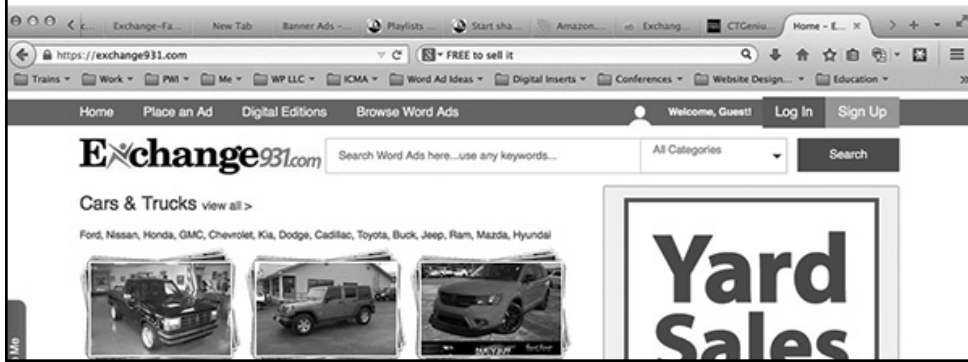 c... Exchange-Fa... New Tab Banner Ads -... Playlists ... Start sha... Amazon... Exchang... CTGeniu... Home - E... × > + 
https://exchange931.com FREE to sell it
Trains Work PWI Me WP LLC ICMA Word Ad Ideas Digital Inserts Conferences Website Design... Education
Home Place an Ad Digital Editions Browse Word Ads Welcome, Guest! Log In Sign Up
Exchange931.com Search Word Ads here...use any keywords... All Categories Search
Cars & Trucks view all >
Ford, Nissan, Honda, GMC, Chevrolet, Kia, Dodge, Cadillac, Toyota, Buck, Jeep, Ram, Mazda, Hyundai
Yard
Sales
Me